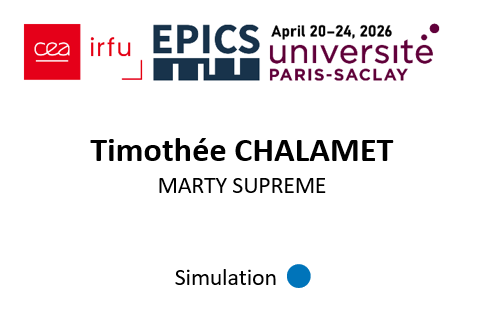 cea irfu EPICS April 20–24, 2026
université
PARIS-SACLAY
Timothée CHALAMET
MARTY SUPREME
Simulation